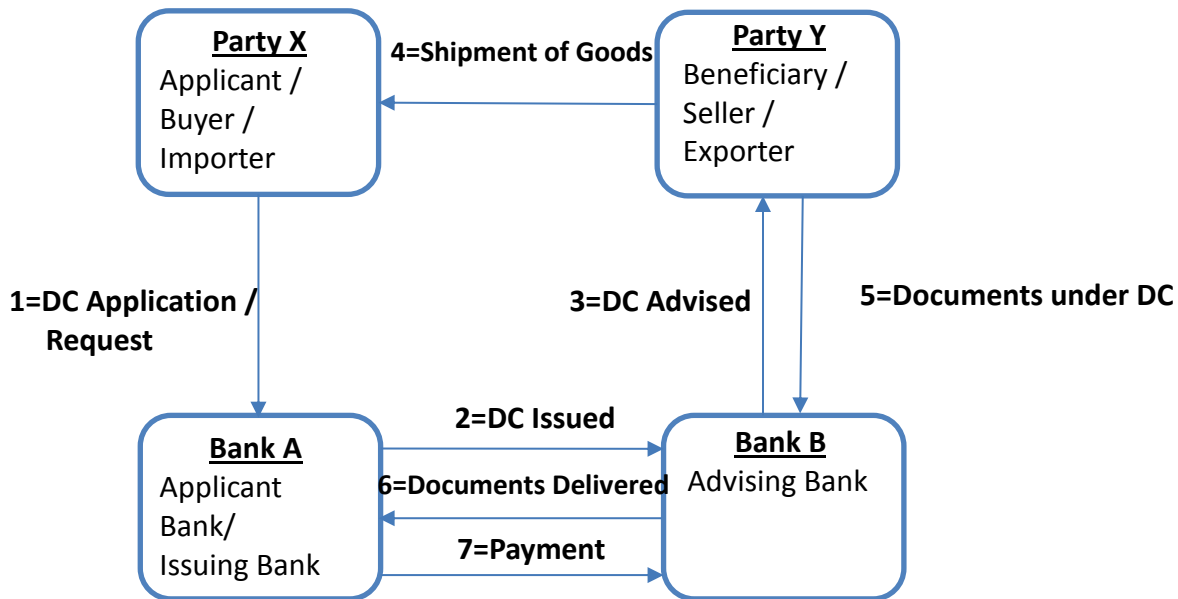 Party X
Applicant /
Buyer /
Importer
4=Shipment of Goods
Party Y
Beneficiary /
Seller /
Exporter
1=DC Application /
Request
3=DC Advised
5=Documents under DC
Bank A
Applicant
Bank/
Issuing Bank
2=DC Issued
6=Documents Delivered
7=Payment
Bank B
Advising Bank